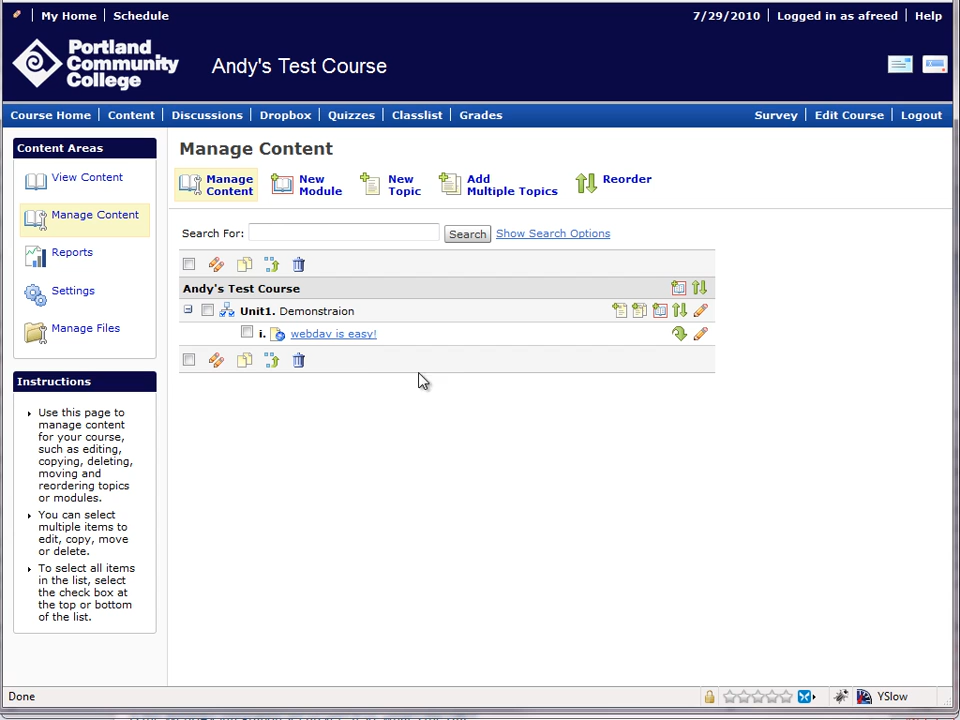 My Home | Schedule
7/29/2010 | Logged in as afreed | Help
Portland
Community
College
Andy's Test Course
Course Home | Content | Discussions | Dropbox | Quizzes | Classlist | Grades
Survey | Edit Course | Logout
Content Areas
View Content
Manage Content
Reports
Settings
Manage Files
Instructions
Use this page to
manage content
for your course,
such as editing,
copying, deleting,
moving and
reordering topics
or modules.
You can select
multiple items to
edit, copy, move
or delete.
To select all items
in the list, select
the check box at
the top or bottom
of the list.
Manage Content
Manage
Content
New
Module
New
Topic
Add
Multiple Topics
Reorder
Search For:
Search
Show Search Options
Andy's Test Course
Unit1. Demonstraion
i. webdav is easy!
Done
YSlow